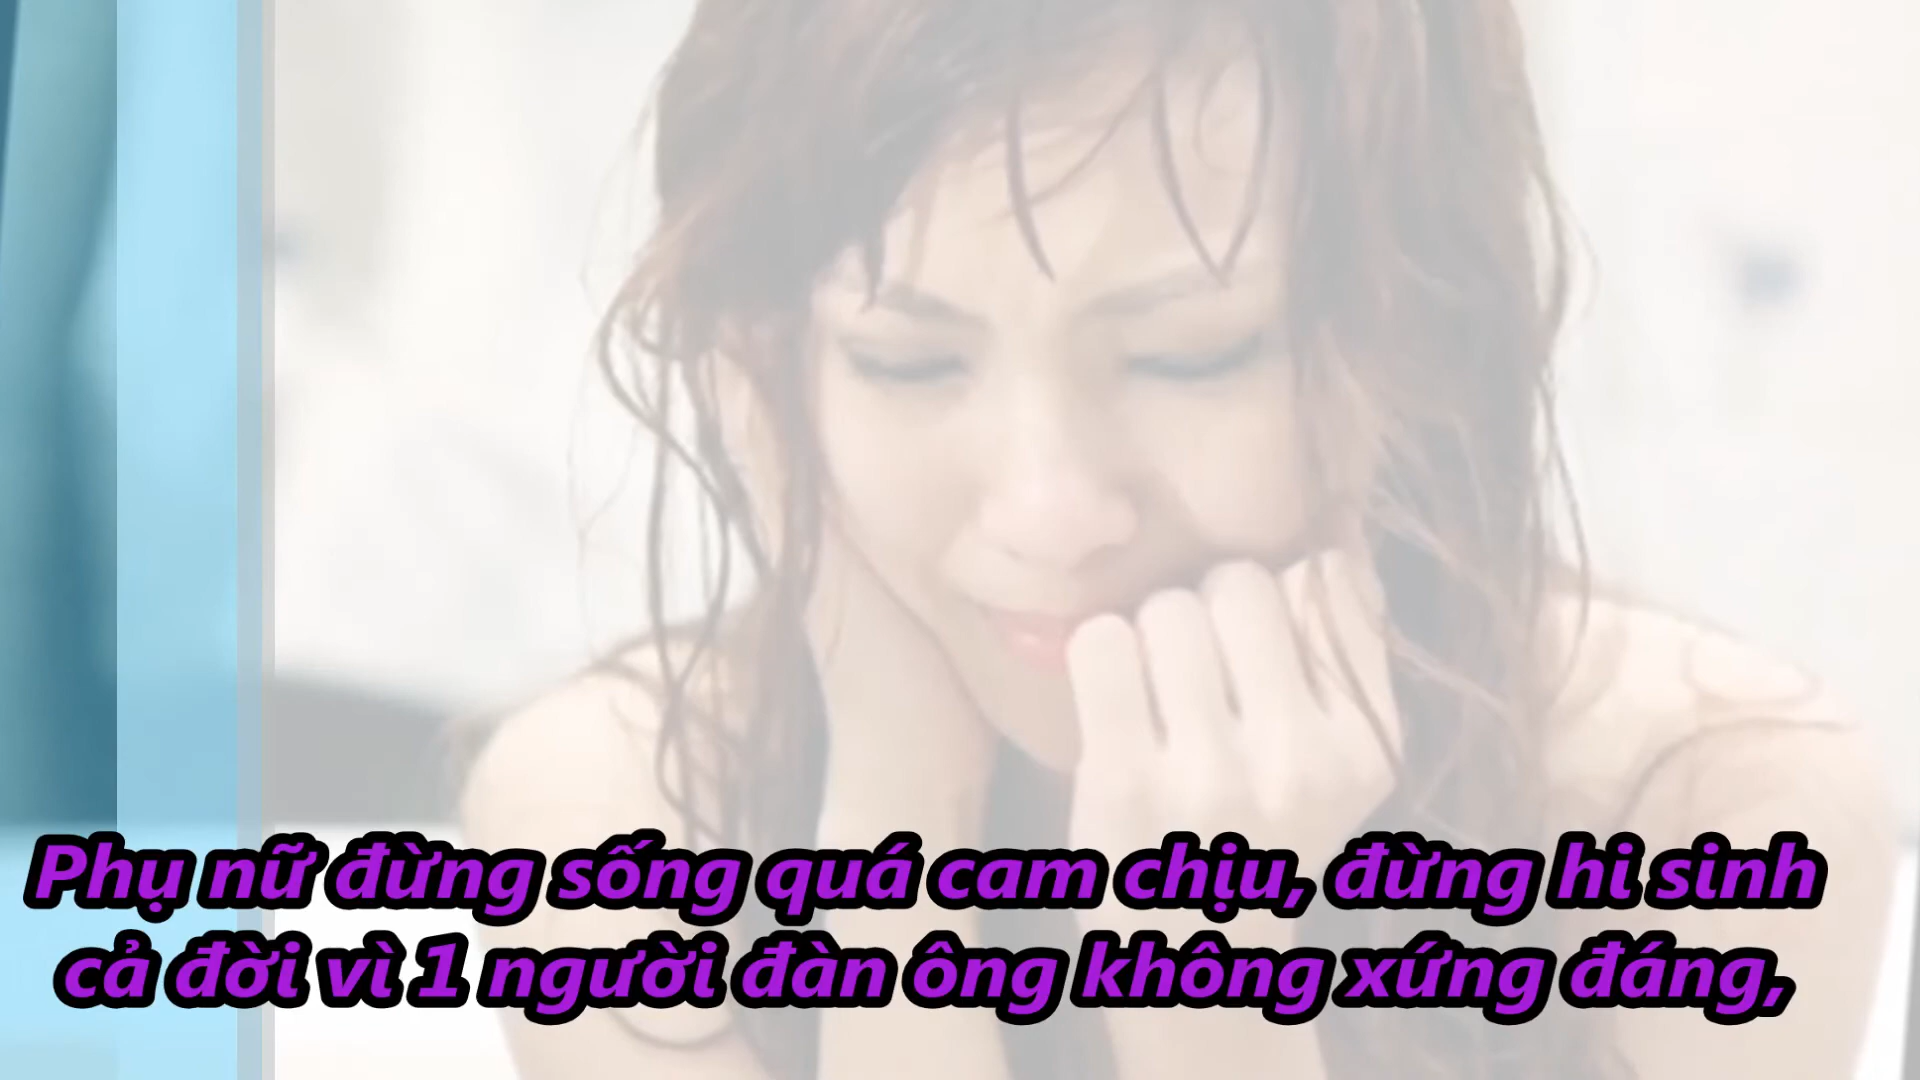 Phụ nữ đừng sống quá cam chịu, đừng hi sinh
cả đời vì 1 người đàn ông không xứng đáng,